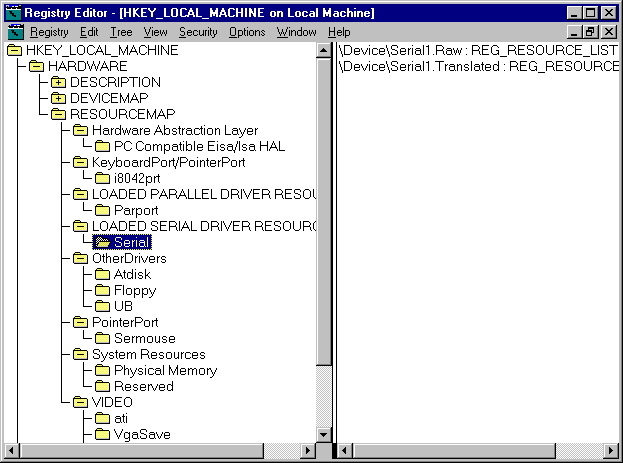 Registry Editor - [HKEY_LOCAL_MACHINE on Local Machine]
Registry Edit Tree View Security Options Window Help
HKEY_LOCAL_MACHINE
HARDWARE
DESCRIPTION
DEVICEMAP
RESOURCEMAP
Hardware Abstraction Layer
PC Compatible Eisa/Isa HAL
KeyboardPort/PointerPort
i8042prt
LOADED PARALLEL DRIVER RESOU
Parport
LOADED SERIAL DRIVER RESOURC
Serial
OtherDrivers
Atdisk
Floppy
UB
PointerPort
Sermouse
System Resources
Physical Memory
Reserved
VIDEO
ati
VgaSave
\Device\Serial1.Raw : REG_RESOURCE_LIST
\Device\Serial1.Translated : REG_RESOURCE